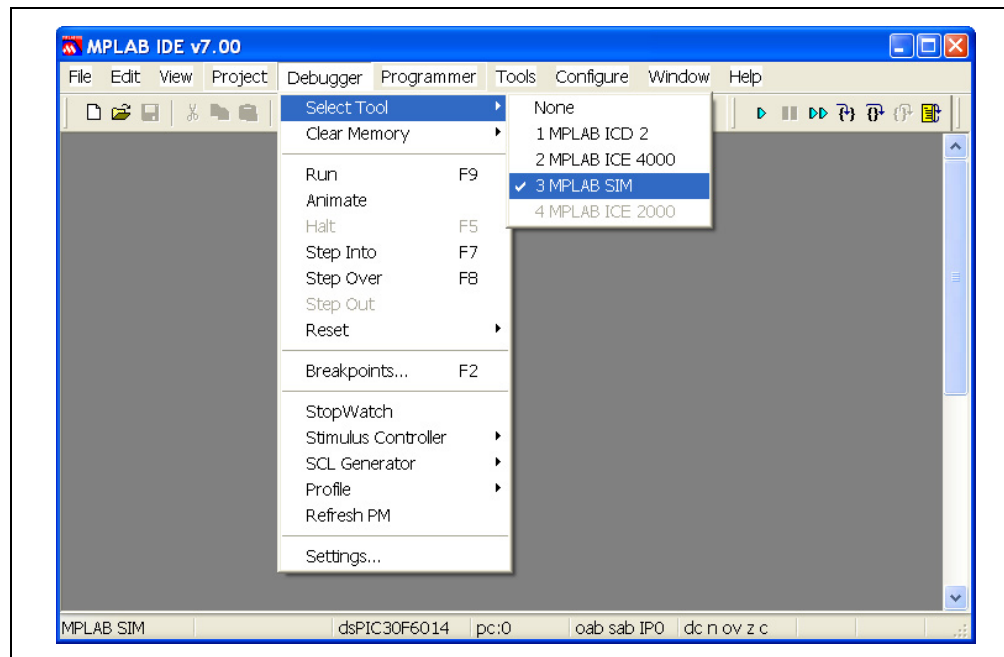 MPLAB IDE v7.00
File Edit View Project Debugger Programmer Tools Configure Window Help
Select Tool
Clear Memory
Run F9
Animate
Halt F5
Step Into F7
Step Over F8
Step Out
Reset
Breakpoints... F2
StopWatch
Stimulus Controller
SCL Generator
Profile
Refresh PM
Settings...
None
1 MPLAB ICD 2
2 MPLAB ICE 4000
3 MPLAB SIM
4 MPLAB ICE 2000
MPLAB SIM dsPIC30F6014 pc:0 oab sab IP0 dc n ov z c